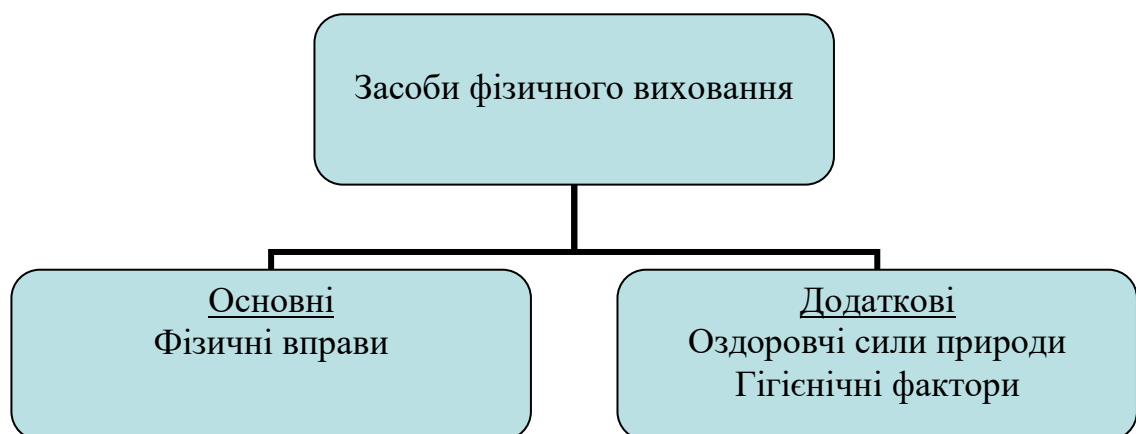 Засоби фізичного виховання
Основні
Фізичні вправи
Додаткові
Оздоровчі сили природи
Гігієнічні фактори